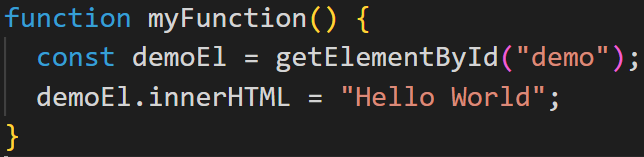 function myFunction() {
  const demoEl = getElementById("demo");
  demoEl.innerHTML = "Hello World";
}